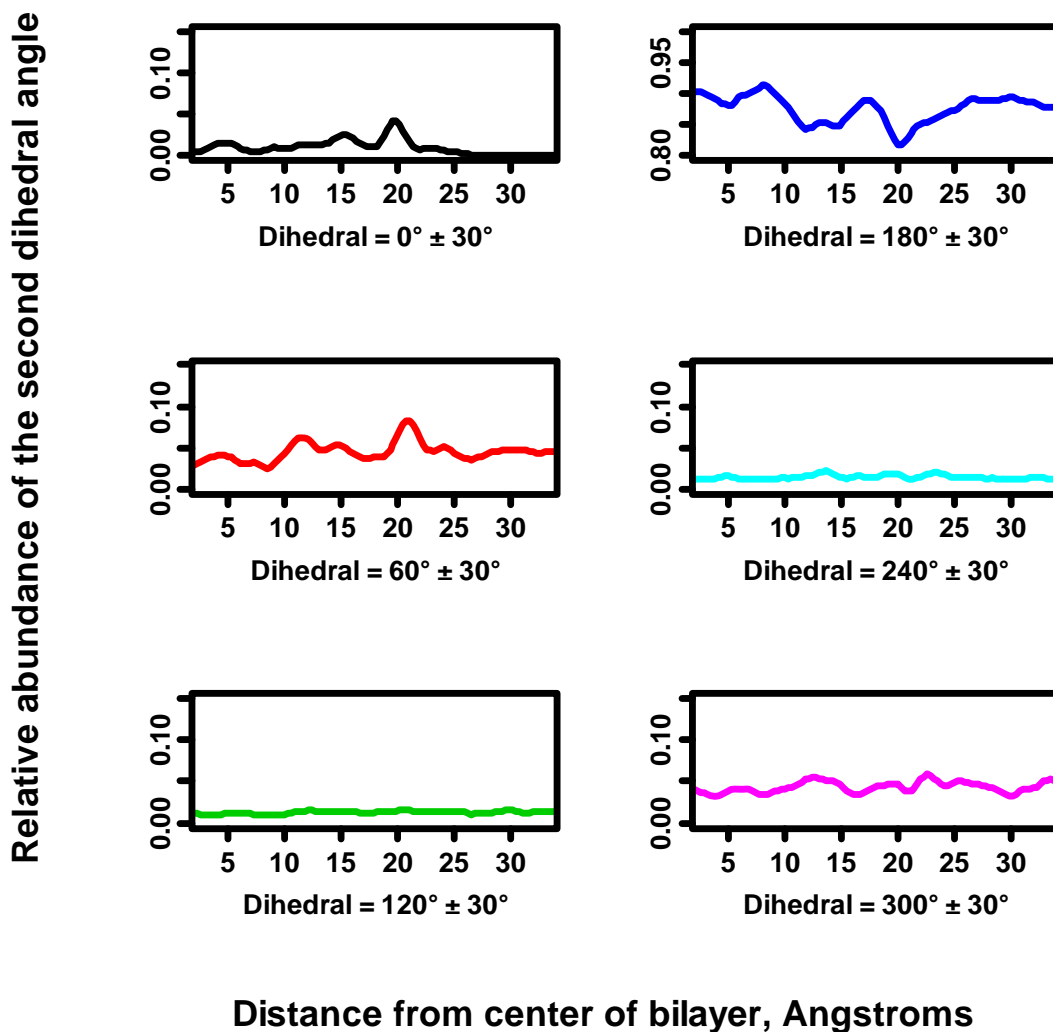 Relative abundance of the second dihedral angle
0.10
0.00
5 10 15 20 25 30
Dihedral = 0° ± 30°
0.95
0.80
5 10 15 20 25 30
Dihedral = 180° ± 30°
0.10
0.00
5 10 15 20 25 30
Dihedral = 60° ± 30°
0.10
0.00
5 10 15 20 25 30
Dihedral = 240° ± 30°
0.10
0.00
5 10 15 20 25 30
Dihedral = 120° ± 30°
0.10
0.00
5 10 15 20 25 30
Dihedral = 300° ± 30°
Distance from center of bilayer, Angstroms